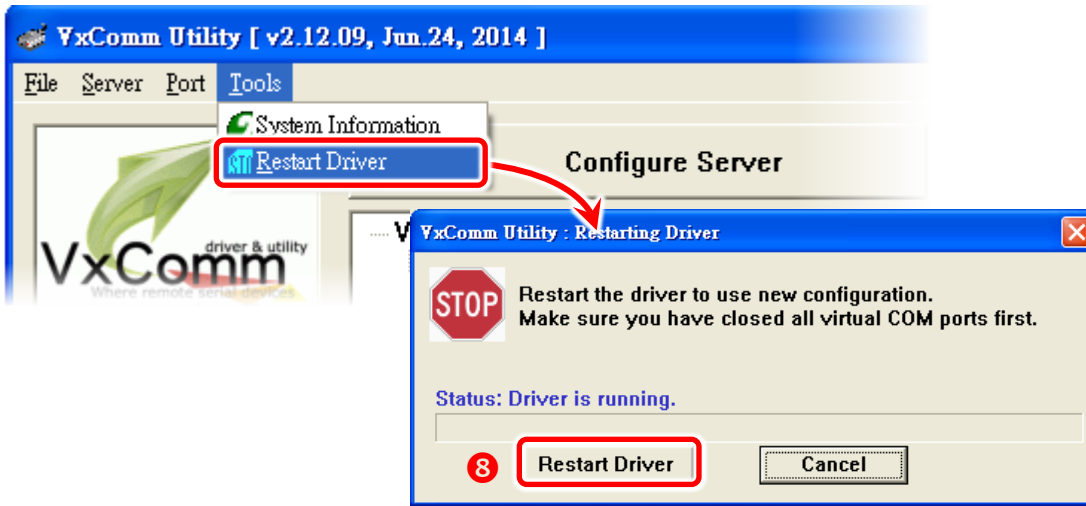 VxComm Utility [ v2.12.09, Jun.24, 2014 ]
File Server Port Tools
System Information
Restart Driver
Configure Server
V
driver & utility
VxComm
Where remote serial devices
VxComm Utility : Restarting Driver
STOP
Restart the driver to use new configuration.
Make sure you have closed all virtual COM ports first.
Status: Driver is running.
8 Restart Driver Cancel